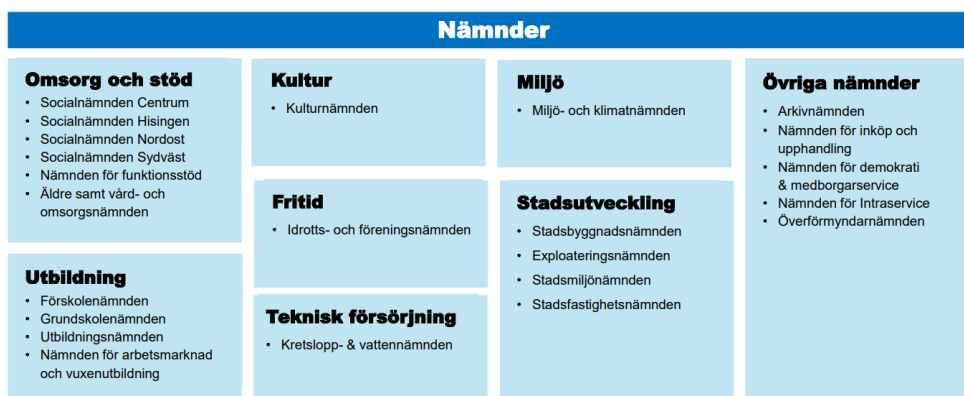 Nämnder
Omsorg och stöd
• Socialnämnden Centrum
• Socialnämnden Hisingen
• Socialnämnden Nordost
• Socialnämnden Sydväst
• Nämnden för funktionsstöd
• Äldre samt vård- och
omsorgsnämnden
Utbildning
• Förskolenämnden
• Grundskolenämnden
• Utbildningsnämnden
• Nämnden för arbetsmarknad
och vuxenutbildning
Kultur
• Kulturnämnden
Fritid
• Idrotts- och föreningsnämnden
Teknisk försörjning
• Kretslopp- & vattennämnden
Miljö
• Miljö- och klimatnämnden
Stadsutveckling
• Stadsbyggnadsnämnden
• Exploateringsnämnden
• Stadsmiljönämnden
• Stadsfastighetsnämnden
Övriga nämnder
• Arkivnämnden
• Nämnden för inköp och
upphandling
• Nämnden för demokrati
& medborgarservice
• Nämnden för Intraservice
• Överförmyndarnämnden